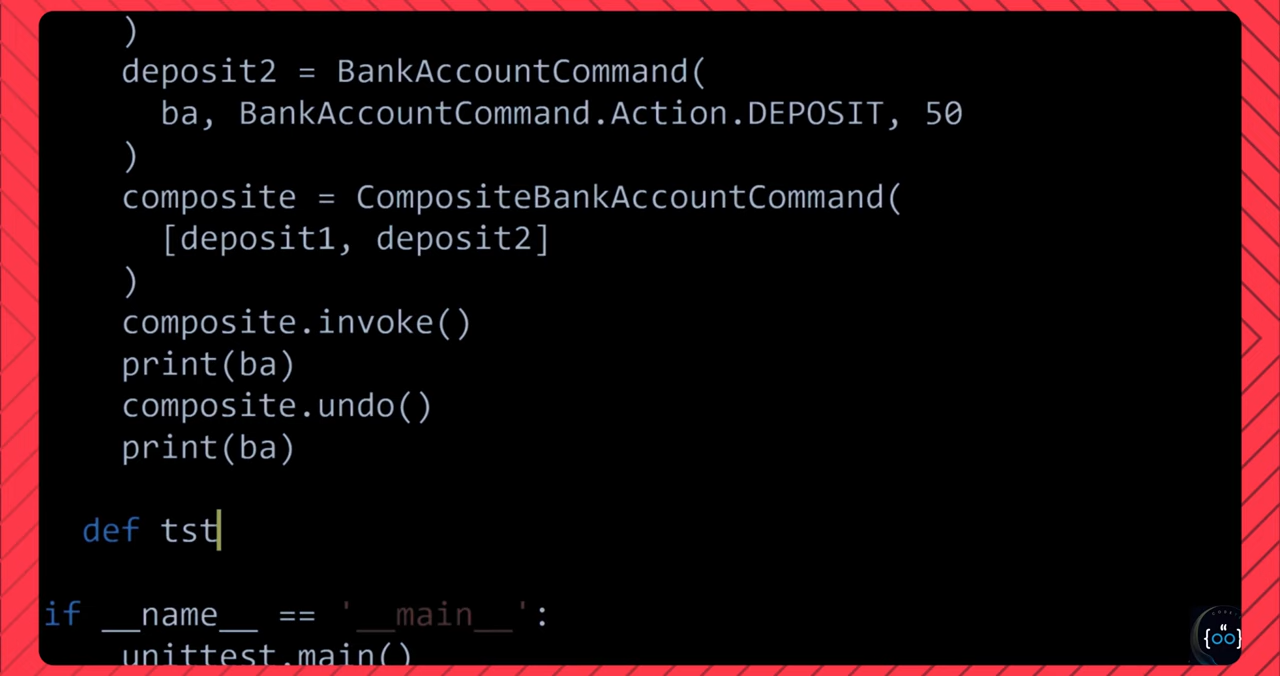 )
deposit2 = BankAccountCommand(
ba, BankAccountCommand.Action.DEPOSIT, 50
)
composite = CompositeBankAccountCommand(
[deposit1, deposit2]
)
composite.invoke()
print(ba)
composite.undo()
print(ba)
def tst
if __name__ == '__main__':
unittest.main()